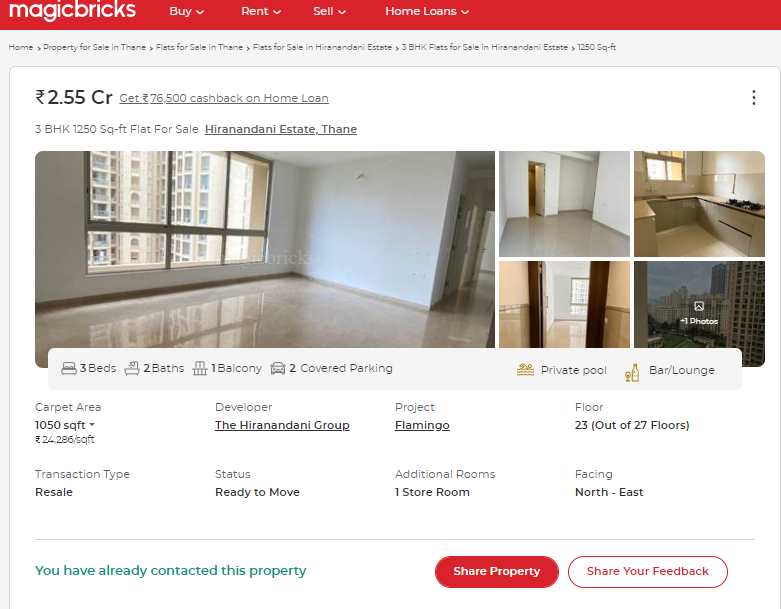 magicbricks
Buy Rent Sell Home Loans
Home > Property for Sale in Thane > Flats for Sale in Thane > Flats for Sale in Hiranandani Estate > 3 BHK Flats for Sale in Hiranandani Estate > 1250 Sq-ft
₹2.55 Cr Get ₹76,500 cashback on Home Loan
3 BHK 1250 Sq-ft Flat For Sale Hiranandani Estate, Thane
magicbricks
+1 Photos
3 Beds 2 Baths 1 Balcony 2 Covered Parking Private pool Bar/Lounge
Carpet Area Developer Project Floor
1050 sqft The Hiranandani Group Flamingo 23 (Out of 27 Floors)
₹24,286/sqft
Transaction Type Status Additional Rooms Facing
Resale Ready to Move 1 Store Room North - East
You have already contacted this property Share Property Share Your Feedback